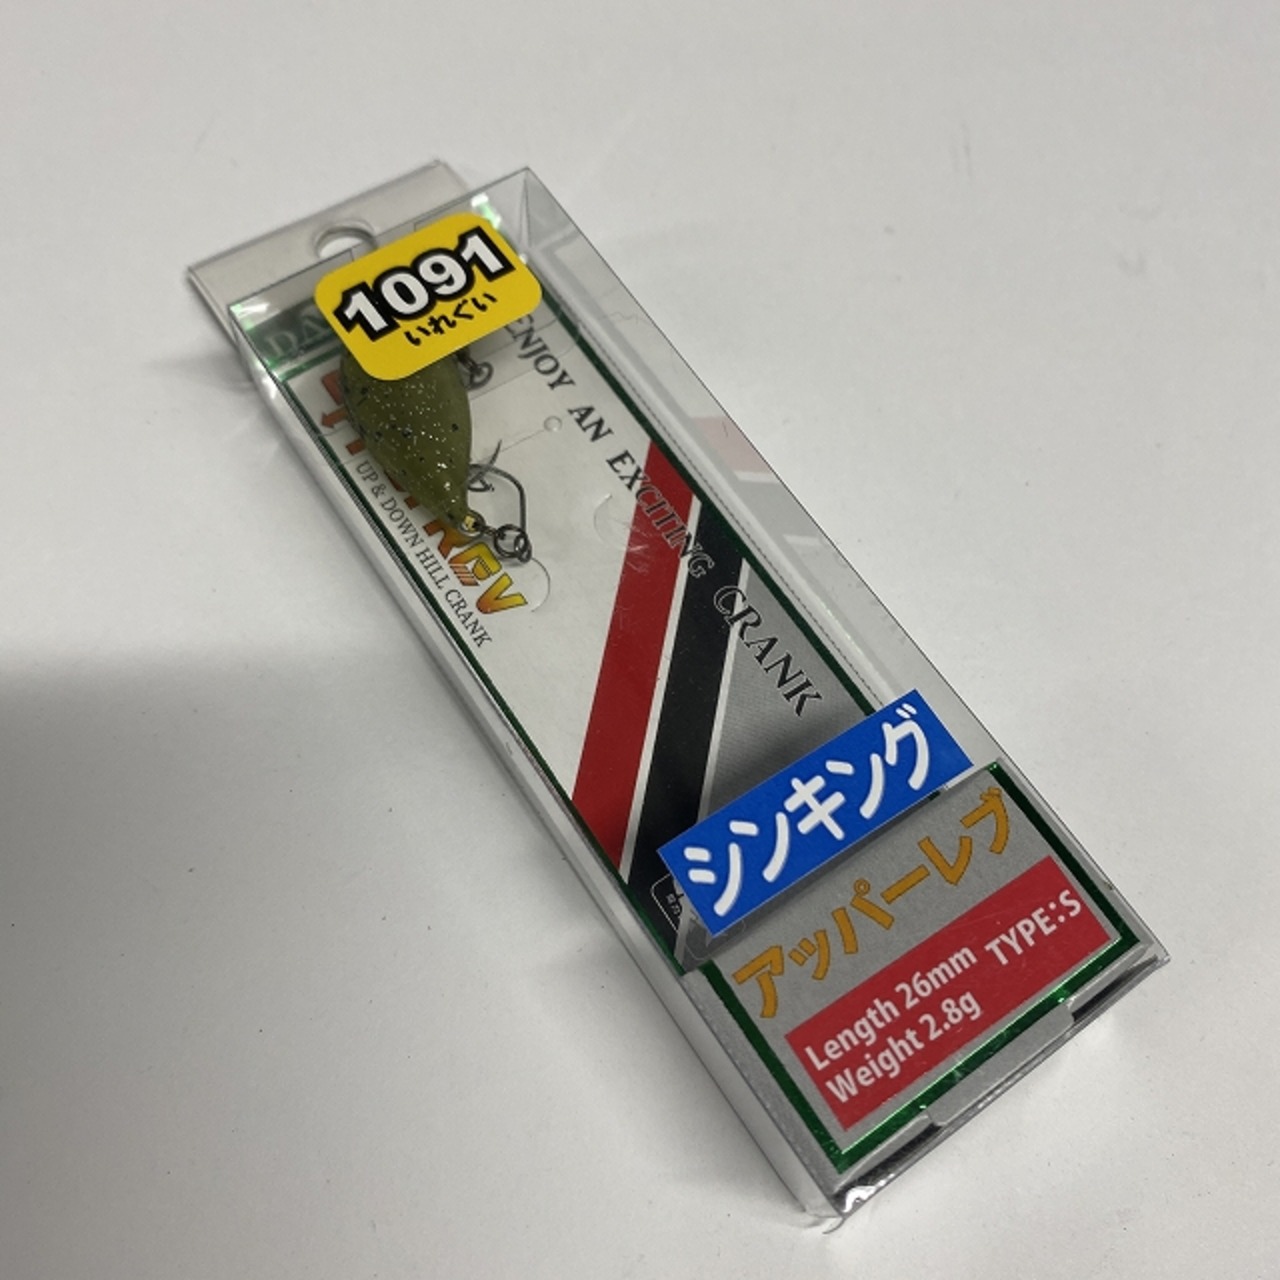 1091
いれぐい
ENJOY AN EXCITING CRANK
UP & DOWN HILL CRANK
シンキング
アッパーレブ
Length 26mm TYPE:S
Weight 2.8g